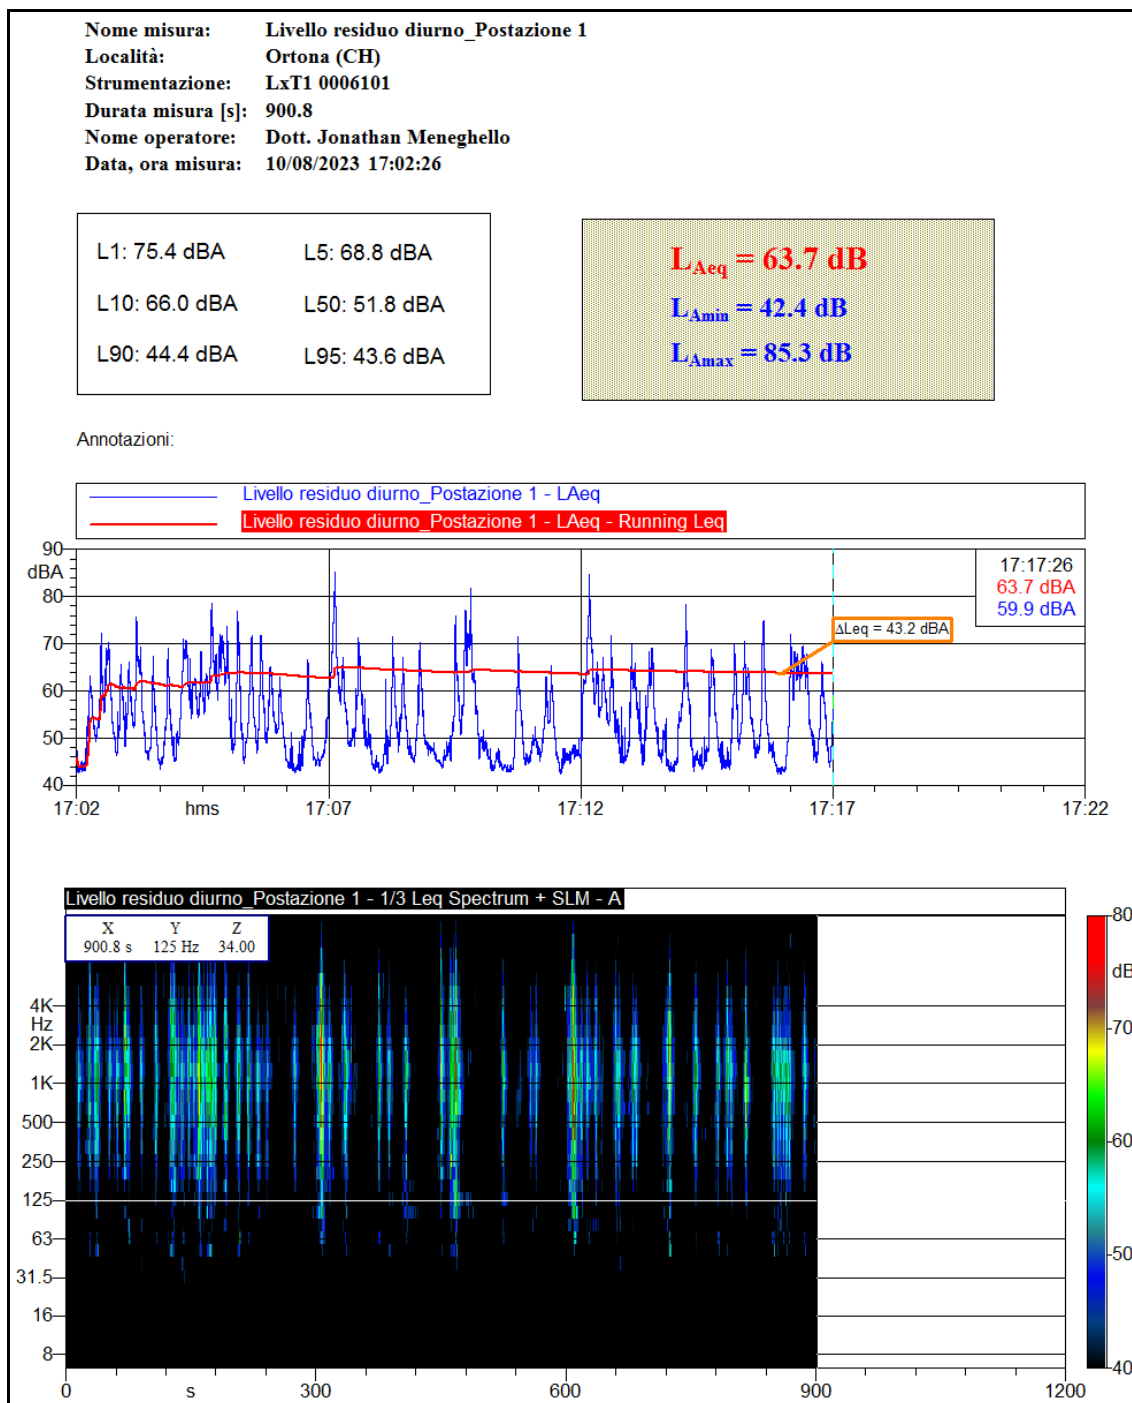 Nome misura: Livello residuo diurno_Postazione 1
Località: Ortona (CH)
Strumentazione: LxT1 0006101
Durata misura [s]: 900.8
Nome operatore: Dott. Jonathan Meneghello
Data, ora misura: 10/08/2023 17:02:26
L1: 75.4 dBA L5: 68.8 dBA
L10: 66.0 dBA L50: 51.8 dBA
L90: 44.4 dBA L95: 43.6 dBA
LAeq = 63.7 dB
LAmin = 42.4 dB
LAmax = 85.3 dB
Annotazioni:
Livello residuo diurno_Postazione 1 - LAeq
Livello residuo diurno_Postazione 1 - LAeq - Running Leq
90
dBA
80
70
60
50
40
17:17:26
63.7 dBA
59.9 dBA
ΔLeq = 43.2 dBA
17:02 hms 17:07 17:12 17:17 17:22
Livello residuo diurno_Postazione 1 - 1/3 Leq Spectrum + SLM - A
X Y Z
900.8 s 125 Hz 34.00
4K
Hz
2K
1K
500
250
125
63
31.5
16
8
80
dB
70
60
50
40
0 s 300 600 900 1200